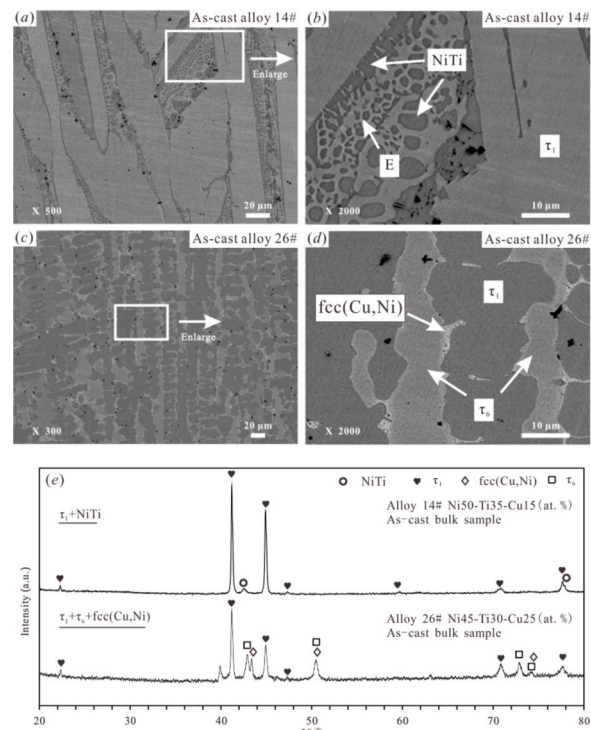 (a) As-cast alloy 14#
Enlarge
X 500 20 μm
(b) As-cast alloy 14#
NiTi
E
τ₁
X 2000 10 μm
(c) As-cast alloy 26#
Enlarge
X 300 20 μm
(d) As-cast alloy 26#
τ₁
fcc(Cu,Ni)
τ₆
X 2000 10 μm
(e) NiTi τ₁ fcc(Cu,Ni) τ₆
Alloy 14# Ni50-Ti35-Cu15(at. %)
As-cast bulk sample
τ₁+NiTi
Intensity (a.u.)
τ₁+τ₆+fcc(Cu,Ni)
Alloy 26# Ni45-Ti30-Cu25(at. %)
As-cast bulk sample
20 30 40 50 60 70 80